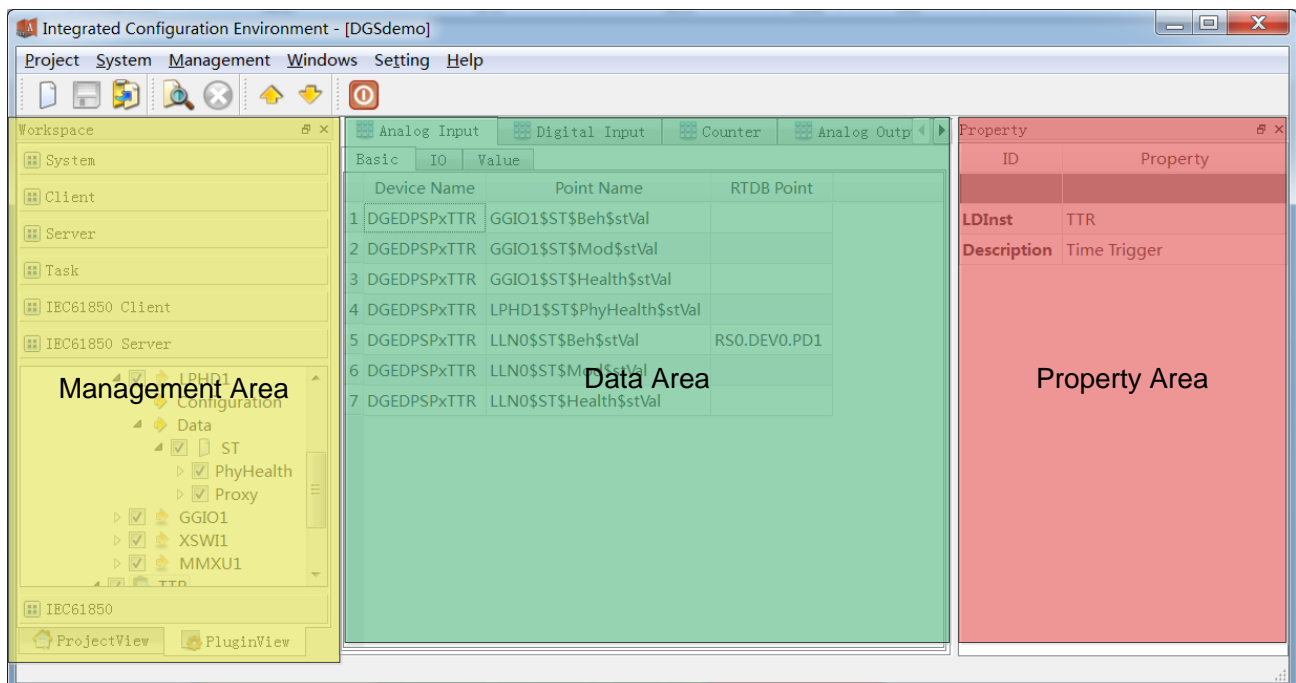 Integrated Configuration Environment - [DGSdemo]
Project System Management Windows Setting Help
Workspace
System
Client
Server
Task
IEC61850 Client
IEC61850 Server
LPHD1
Configuration
Data
ST
PhyHealth
Proxy
GGIO1
XSWI1
MMXU1
TTR
IEC61850
ProjectView PluginView
Management Area
Analog Input Digital Input Counter Analog Outp
Basic IO Value
Device Name Point Name RTDB Point
1 DGEDPSPxTTR GGIO1$ST$Beh$stVal
2 DGEDPSPxTTR GGIO1$ST$Mod$stVal
3 DGEDPSPxTTR GGIO1$ST$Health$stVal
4 DGEDPSPxTTR LPHD1$ST$PhyHealth$stVal
5 DGEDPSPxTTR LLN0$ST$Beh$stVal RS0.DEV0.PD1
6 DGEDPSPxTTR LLN0$ST$Mod$stVal
7 DGEDPSPxTTR LLN0$ST$Health$stVal
Data Area
Property
ID Property
LDInst TTR
Description Time Trigger
Property Area